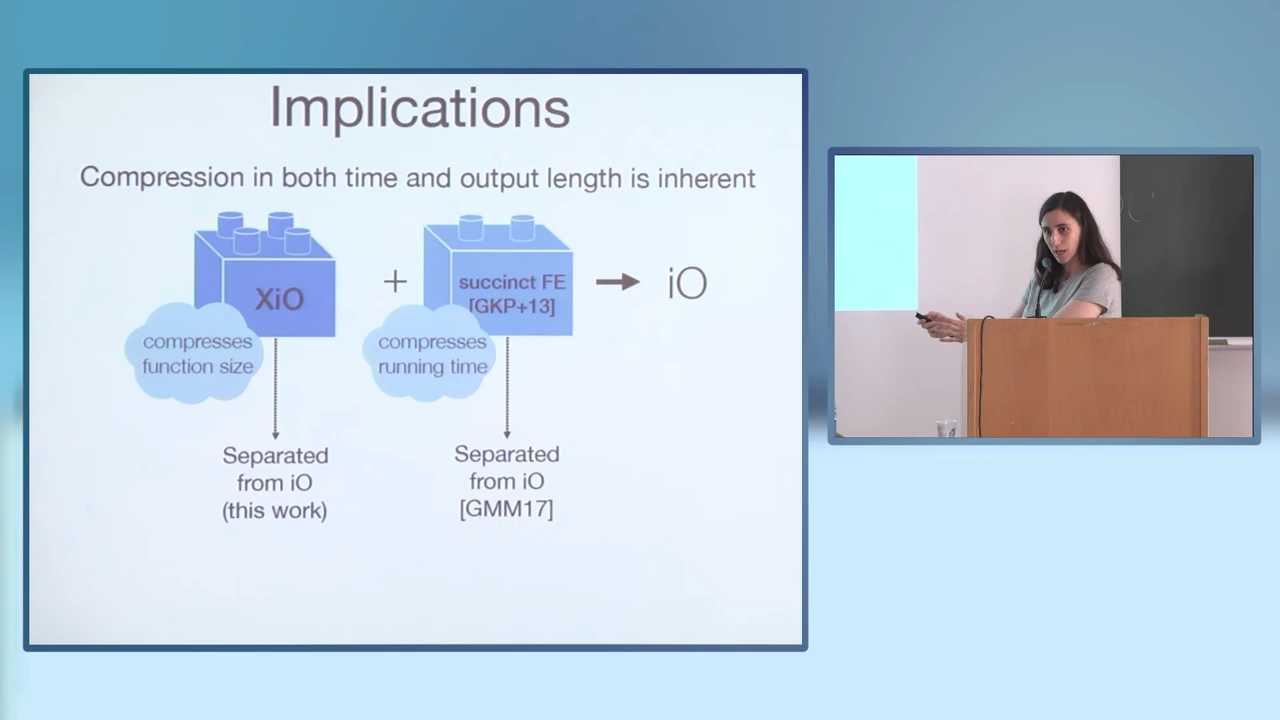 Implications
Compression in both time and output length is inherent
XiO
+
succinct FE
[GKP+13]
iO
compresses
function size
compresses
running time
Separated
from iO
(this work)
Separated
from iO
[GMM17]